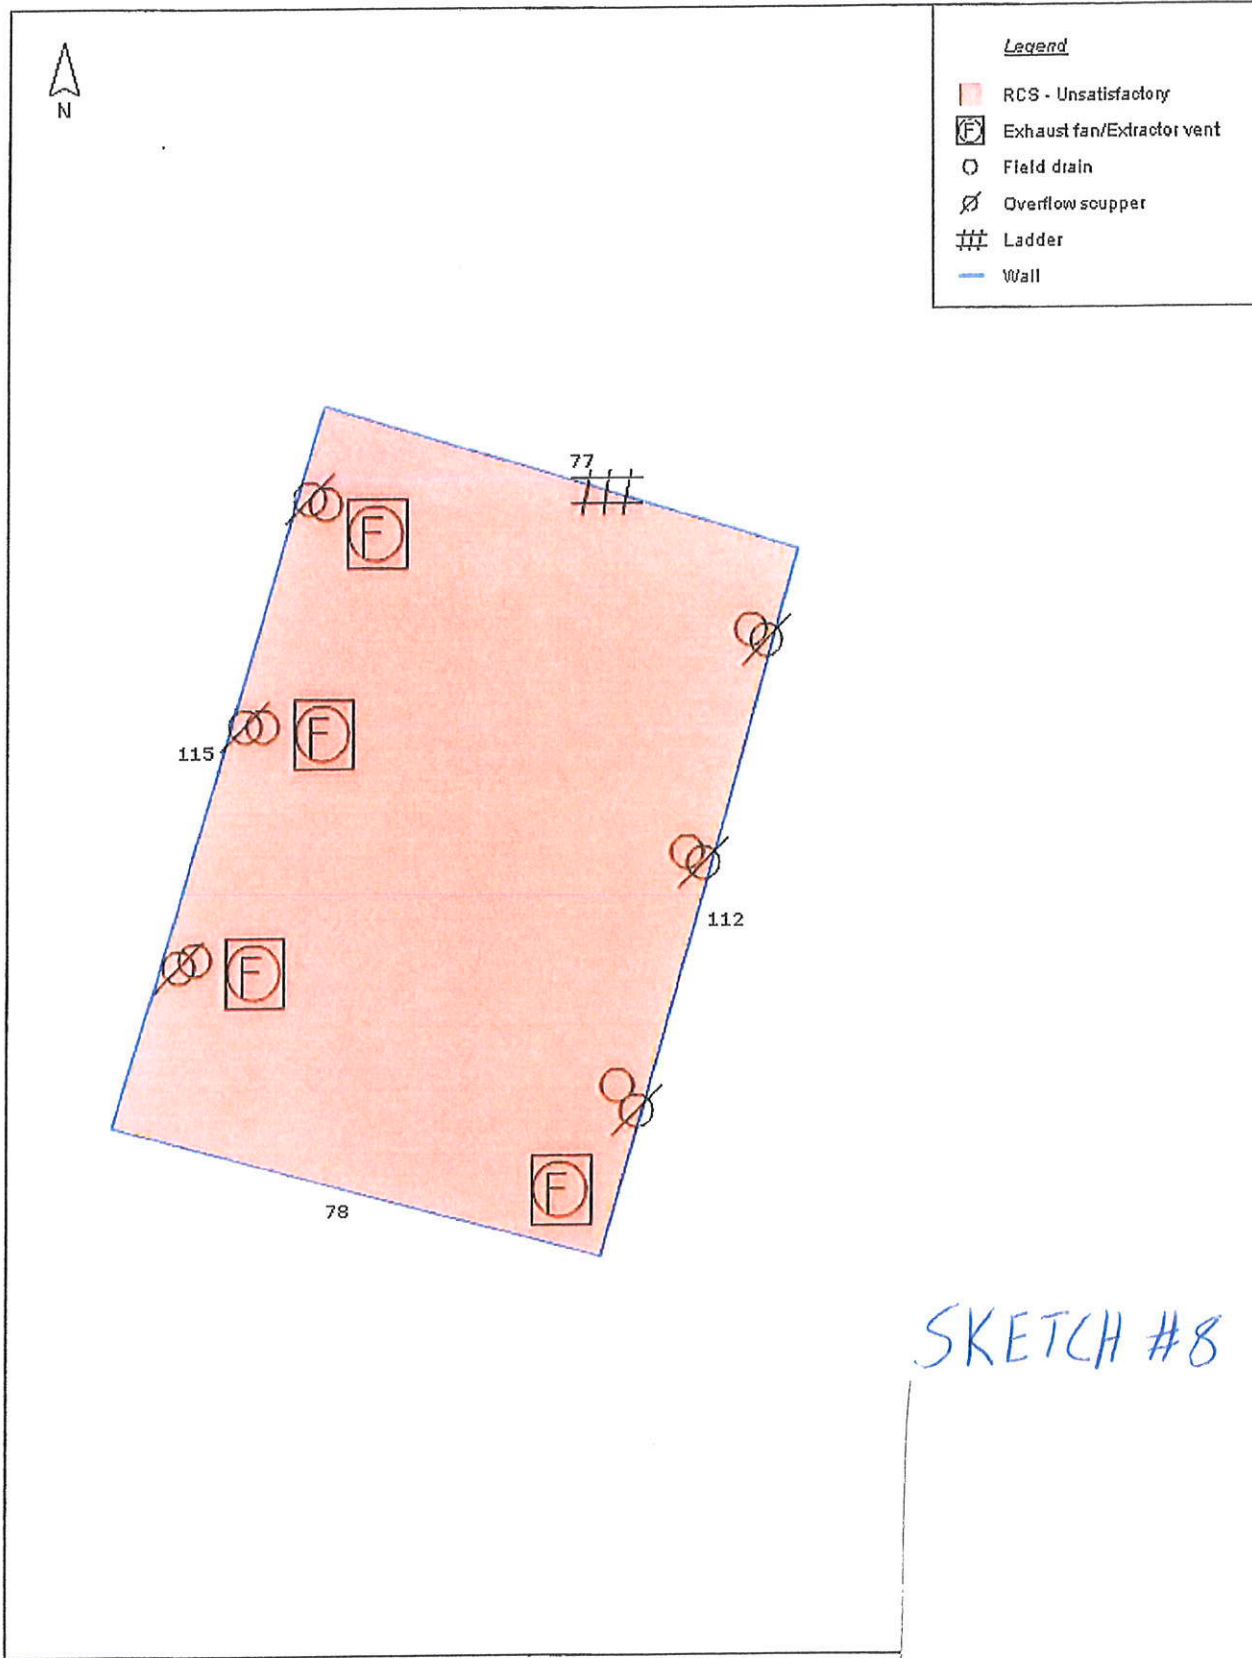 N
Legend
RCS - Unsatisfactory
F Exhaust fan/Extractor vent
Field drain
Overflow scupper
Ladder
Wall
77
F
F
115
112
F
F
78
SKETCH #8